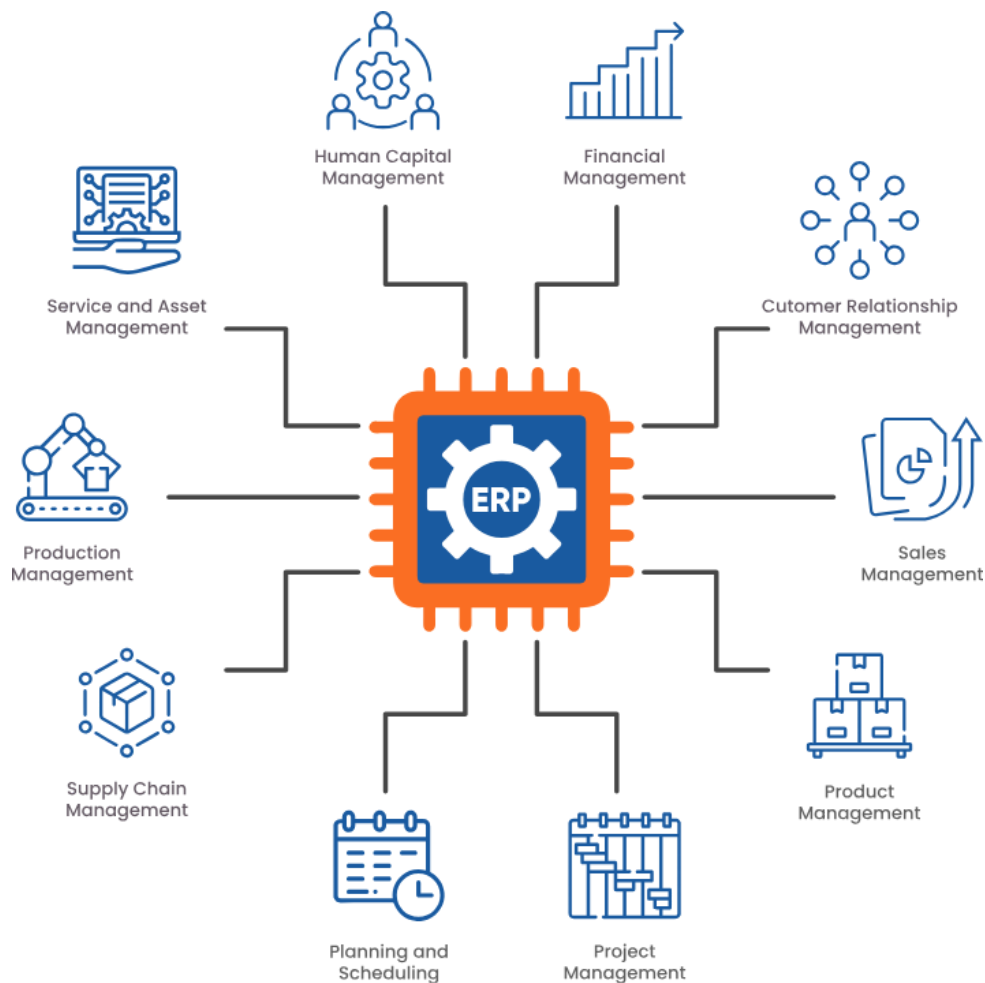 Human Capital
Management
Financial
Management
Service and Asset
Management
Cutomer Relationship
Management
ERP
Production
Management
Sales
Management
Supply Chain
Management
Product
Management
Planning and
Scheduling
Project
Management